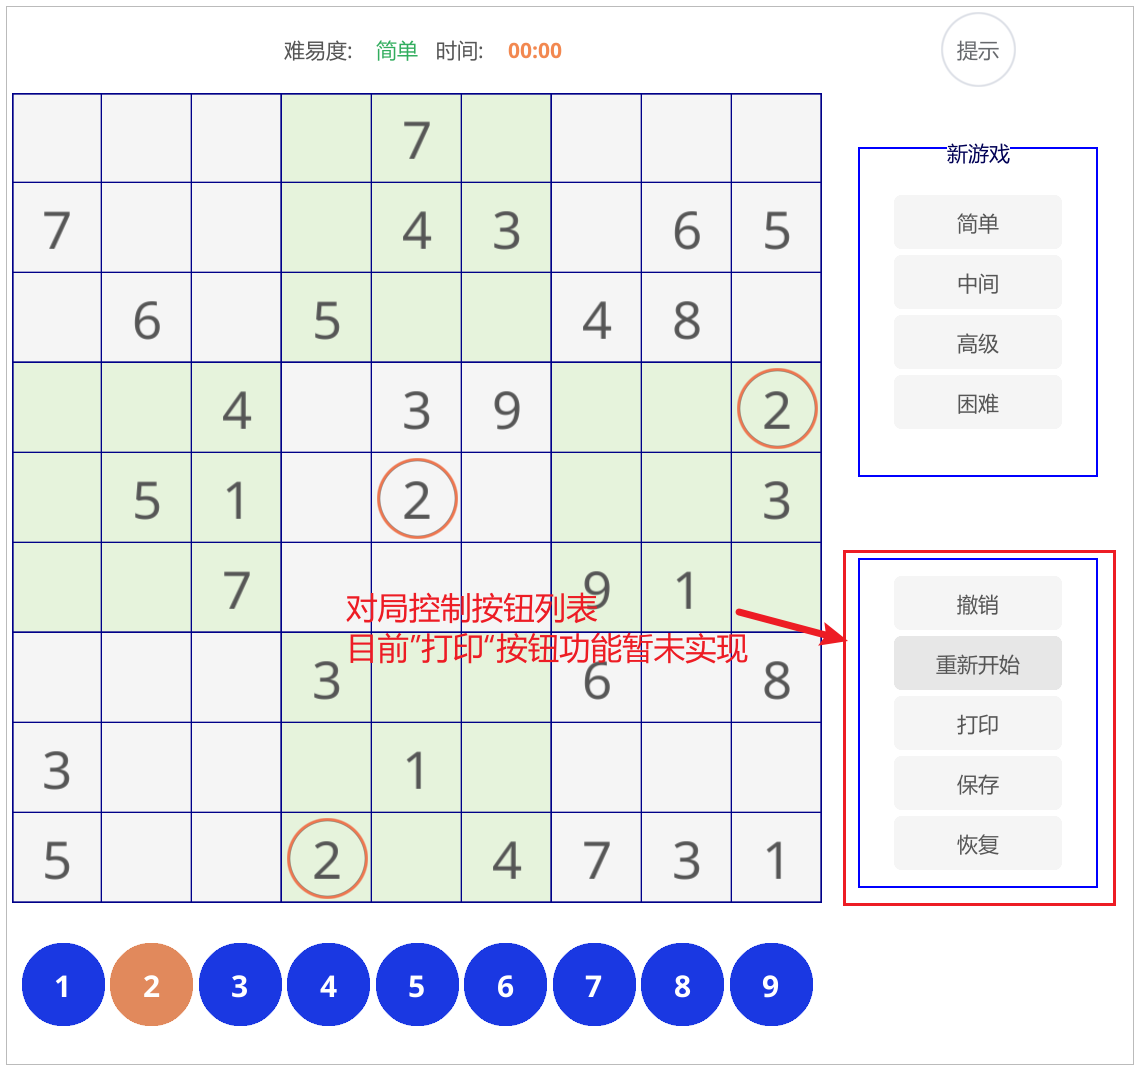 难易度: 简单 时间: 00:00
提示
7
7 4 3 6 5
6 5 4 8
4 3 9 2
5 1 2 3
7 9 1
3 6 8
3 1
5 2 4 7 3 1
对局控制按钮列表
目前"打印"按钮功能暂未实现
新游戏
简单
中间
高级
困难
撤销
重新开始
打印
保存
恢复
1 2 3 4 5 6 7 8 9